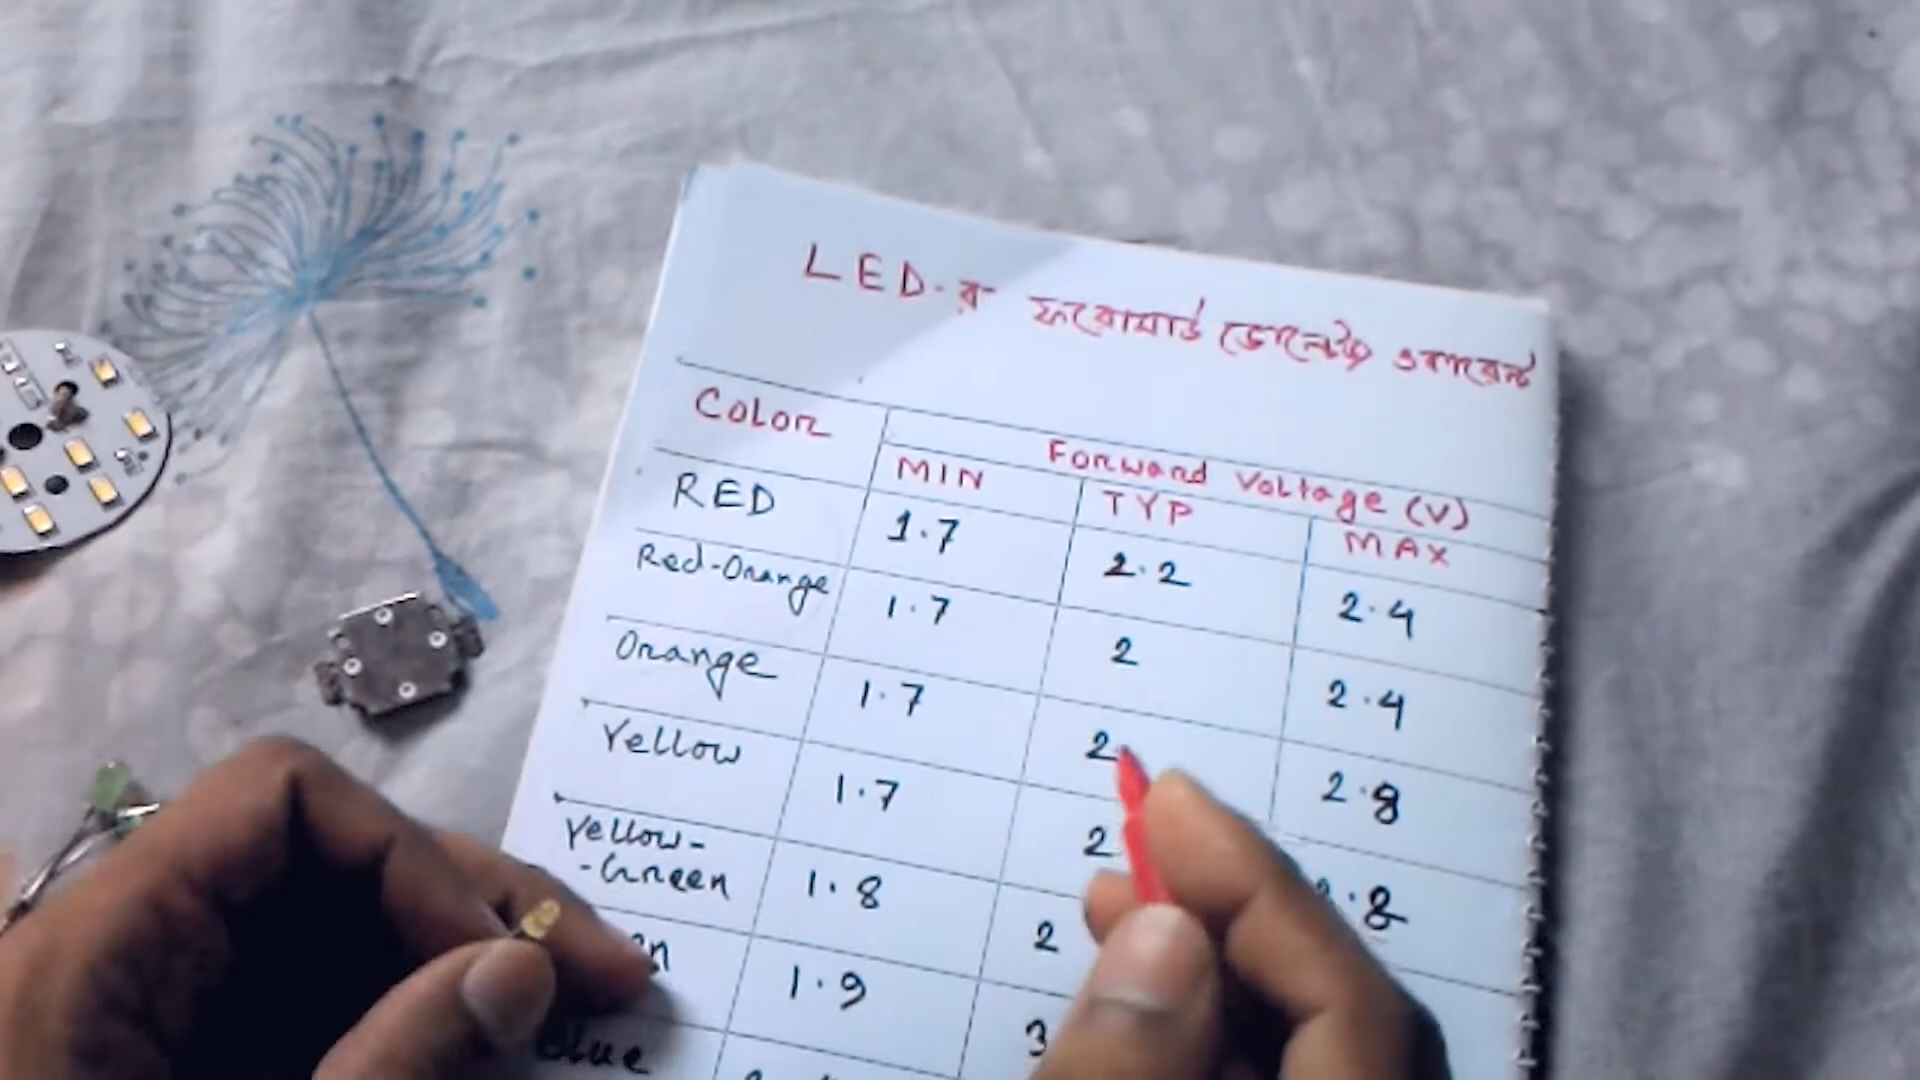 LED-র ফরোয়ার্ড ভোল্টেজ ও কারেন্ট
Color Forward Voltage (V)
MIN TYP MAX
RED 1.7 2.2 2.4
Red-Orange 1.7 2 2.4
Orange 1.7 2 2.8
Yellow 1.7 2 .8
Yellow-
-Green 1.8 2
1.9 3
Blue